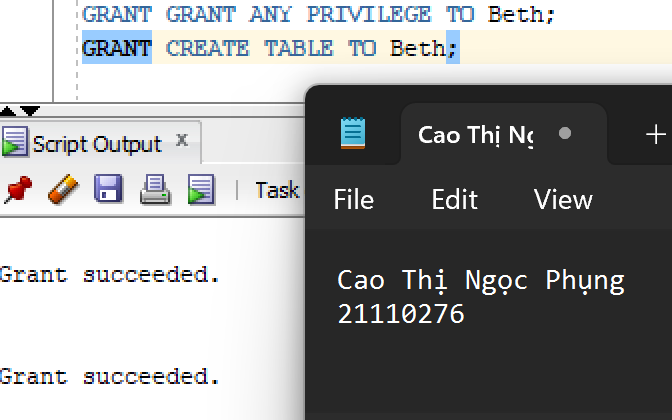 GRANT GRANT ANY PRIVILEGE TO Beth;
GRANT CREATE TABLE TO Beth;
Script Output x
Task
Grant succeeded.
Grant succeeded.
Cao Thị Ng
File Edit View
Cao Thị Ngọc Phụng
21110276